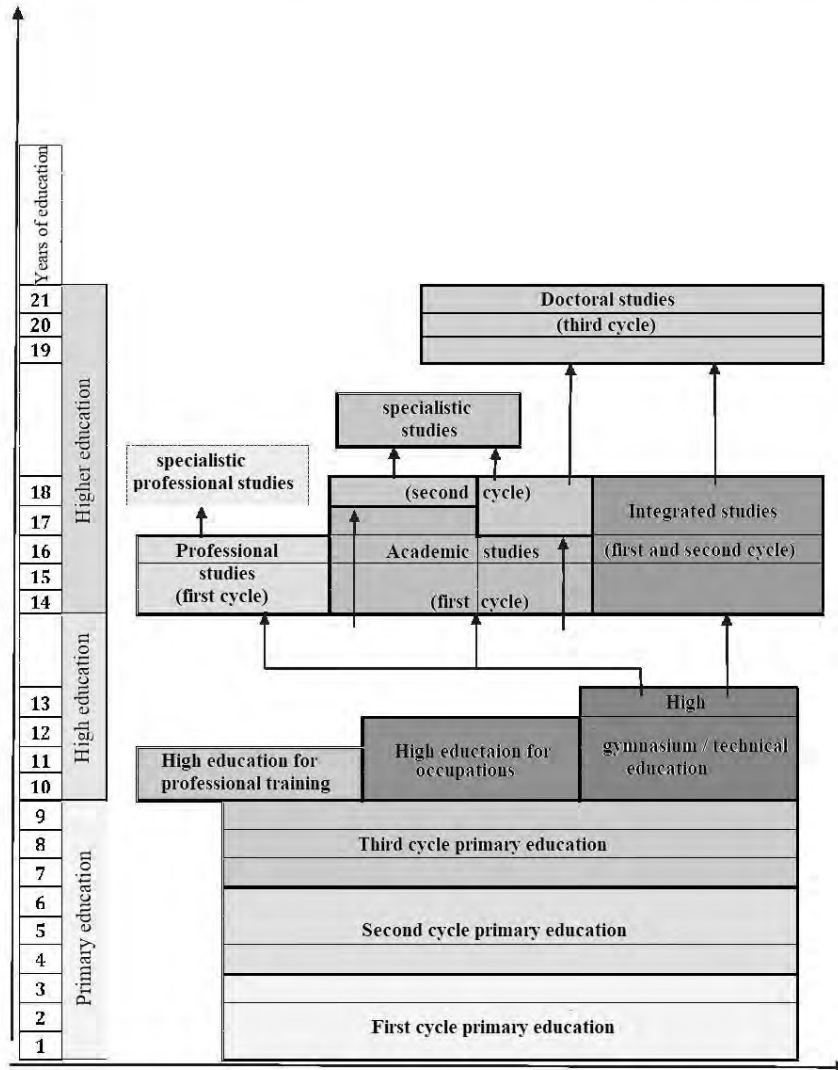 Years of education
21
20
19
18
17
16
15
14
13
12
11
10
9
8
7
6
5
4
3
2
1
Higher education
High education
Primary education
Doctoral studies
(third cycle)
specialistic
studies
specialistic
professional studies
(second cycle)
Integrated studies
(first and second cycle)
Professional
studies
(first cycle)
Academic studies
(first cycle)
High
gymnasium / technical
education
High eductaion for
occupations
High education for
professional training
Third cycle primary education
Second cycle primary education
First cycle primary education